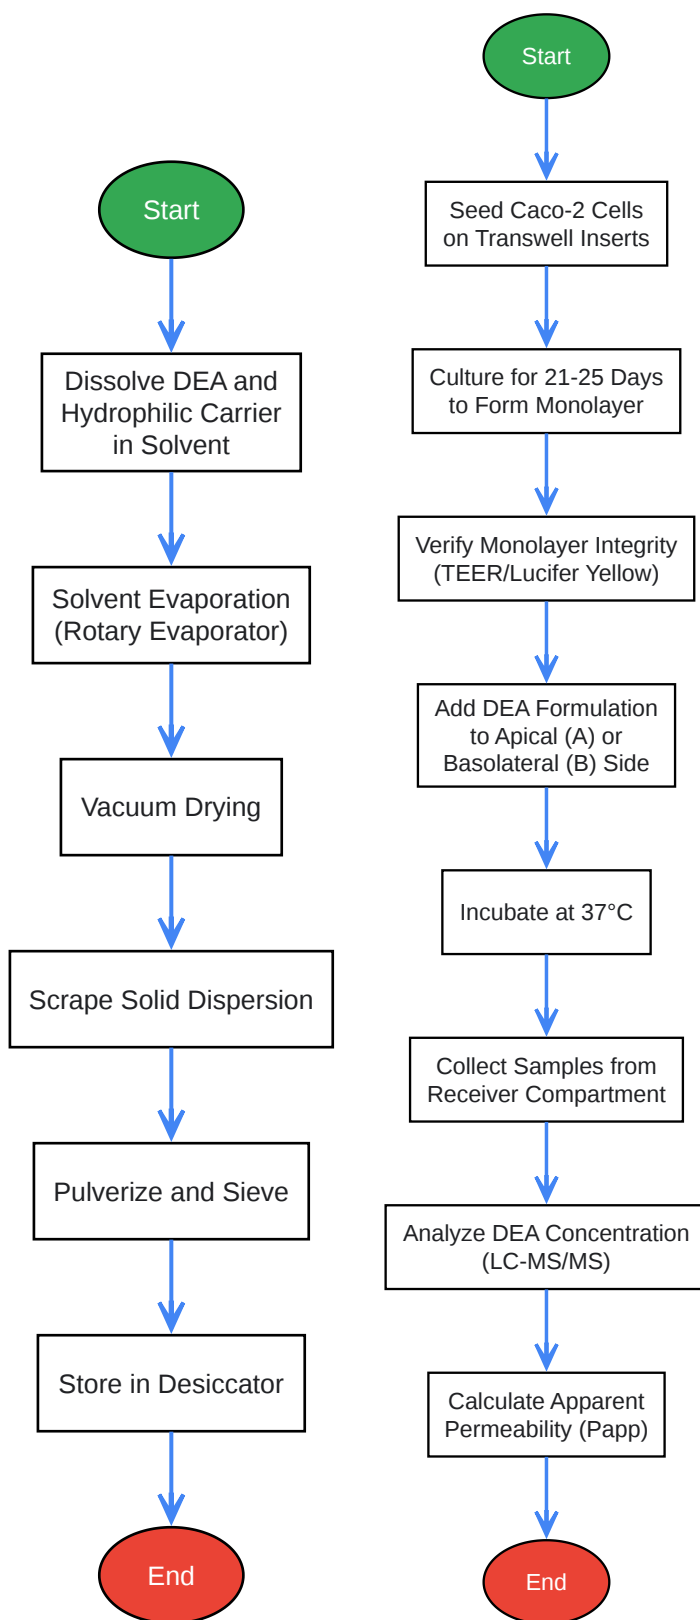 Start
Dissolve DEA and
Hydrophilic Carrier
in Solvent
Solvent Evaporation
(Rotary Evaporator)
Vacuum Drying
Scrape Solid Dispersion
Pulverize and Sieve
Store in Desiccator
End
Start
Seed Caco-2 Cells
on Transwell Inserts
Culture for 21-25 Days
to Form Monolayer
Verify Monolayer Integrity
(TEER/Lucifer Yellow)
Add DEA Formulation
to Apical (A) or
Basolateral (B) Side
Incubate at 37°C
Collect Samples from
Receiver Compartment
Analyze DEA Concentration
(LC-MS/MS)
Calculate Apparent
Permeability (Papp)
End